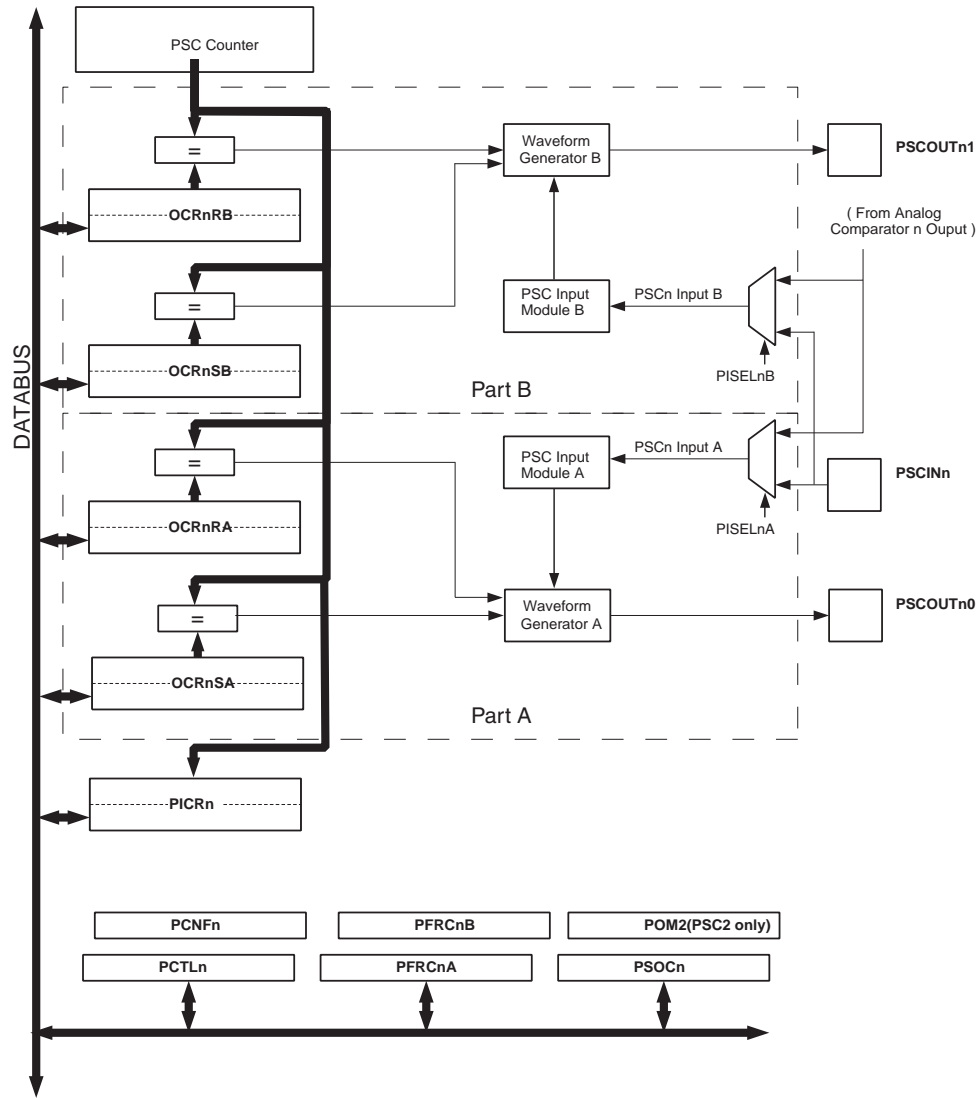 PSC Counter
=
Waveform
Generator B
PSCOUTn1
OCRnRB
( From Analog
Comparator n Ouput )
=
PSC Input
Module B
PSCn Input B
OCRnSB
PISELnB
Part B
DATABUS
=
PSC Input
Module A
PSCn Input A
PSCINn
OCRnRA
PISELnA
=
Waveform
Generator A
PSCOUTn0
OCRnSA
Part A
PICRn
PCNFn
PFRCnB
POM2(PSC2 only)
PCTLn
PFRCnA
PSOCn